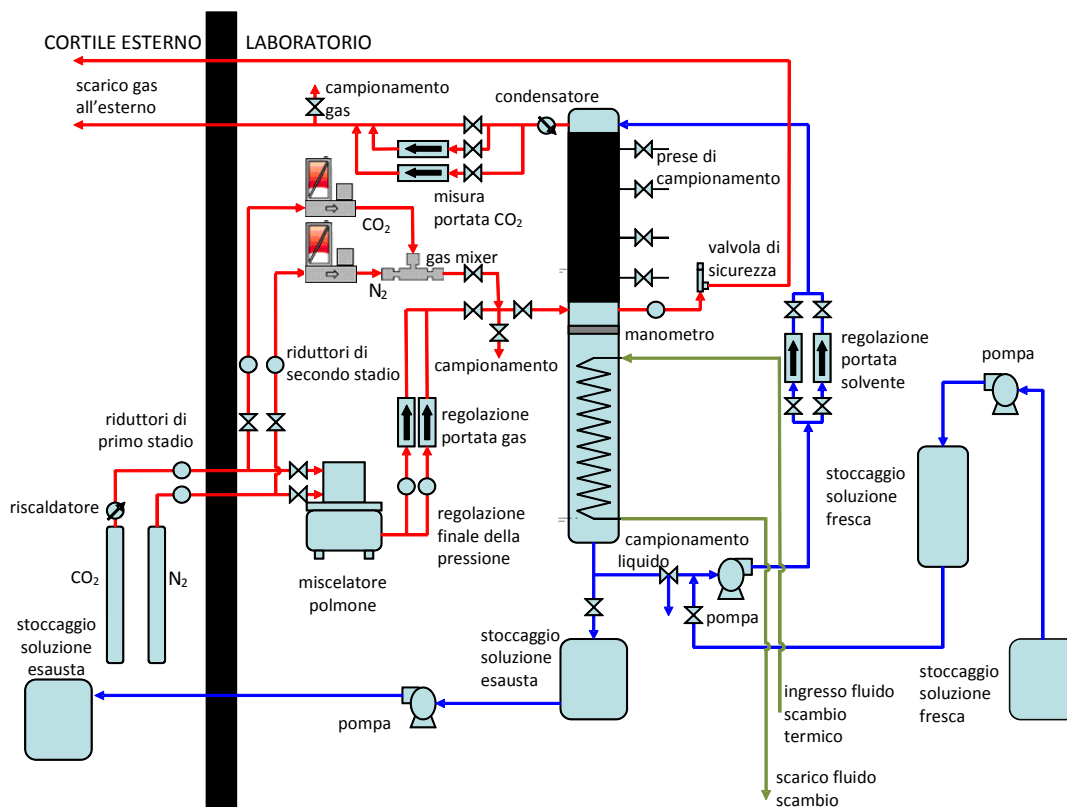 CORTILE ESTERNO
LABORATORIO
scarico gas
all'esterno
campionamento
gas
condensatore
prese di
campionamento
misura
portata CO₂
CO₂
gas mixer
N₂
valvola di
sicurezza
manometro
campionamento
riduttori di
secondo stadio
regolazione
portata solvente
pompa
riduttori di
primo stadio
regolazione
portata gas
stoccaggio
soluzione
fresca
riscaldatore
regolazione
finale della
pressione
campionamento
liquido
CO₂
N₂
miscelatore
polmone
pompa
stoccaggio
soluzione
esausta
stoccaggio
soluzione
esausta
stoccaggio
soluzione
fresca
pompa
ingresso fluido
scambio
termico
scarico fluido
scambio